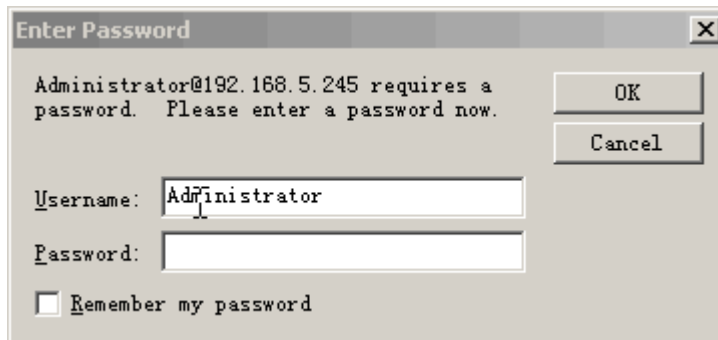 Enter Password
Administrator@192.168.5.245 requires a
password.  Please enter a password now.
OK
Cancel
Username: Administrator
Password:
Remember my password